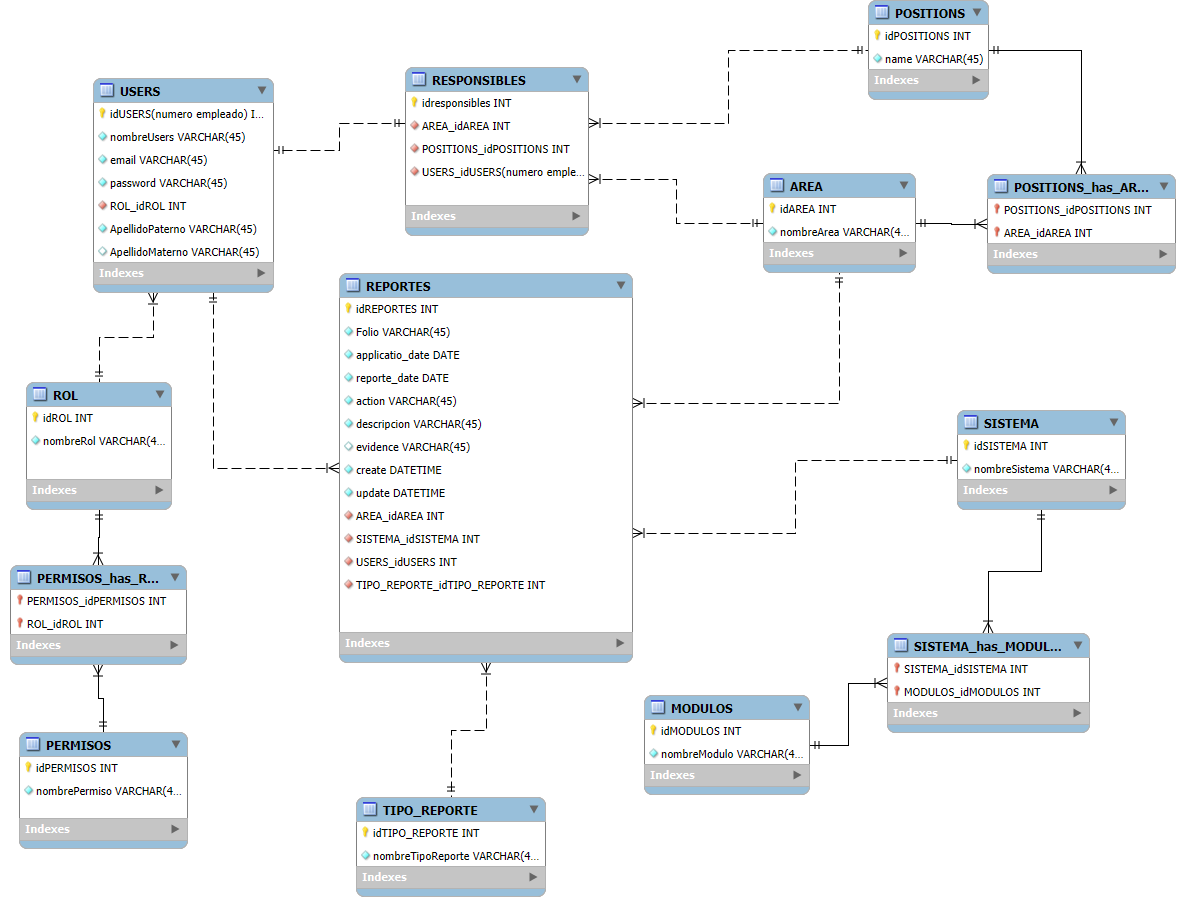 POSITIONS
idPOSITIONS INT
name VARCHAR(45)
Indexes
USERS
idUSERS(numero empleado) I...
nombreUsers VARCHAR(45)
email VARCHAR(45)
password VARCHAR(45)
ROL_idROL INT
ApellidoPaterno VARCHAR(45)
ApellidoMaterno VARCHAR(45)
Indexes
RESPONSIBLES
idresponsibles INT
AREA_idAREA INT
POSITIONS_idPOSITIONS INT
USERS_idUSERS(numero emple...
Indexes
AREA
idAREA INT
nombreArea VARCHAR(4...
Indexes
POSITIONS_has_AR...
POSITIONS_idPOSITIONS INT
AREA_idAREA INT
Indexes
REPORTES
idREPORTES INT
Folio VARCHAR(45)
applicatio_date DATE
reporte_date DATE
action VARCHAR(45)
descripcion VARCHAR(45)
evidence VARCHAR(45)
create DATETIME
update DATETIME
AREA_idAREA INT
SISTEMA_idSISTEMA INT
USERS_idUSERS INT
TIPO_REPORTE_idTIPO_REPORTE INT
Indexes
ROL
idROL INT
nombreRol VARCHAR(4...
Indexes
SISTEMA
idSISTEMA INT
nombreSistema VARCHAR(4...
Indexes
PERMISOS_has_R...
PERMISOS_idPERMISOS INT
ROL_idROL INT
Indexes
SISTEMA_has_MODUL...
SISTEMA_idSISTEMA INT
MODULOS_idMODULOS INT
Indexes
MODULOS
idMODULOS INT
nombreModulo VARCHAR(4...
Indexes
PERMISOS
idPERMISOS INT
nombrePermiso VARCHAR(4...
Indexes
TIPO_REPORTE
idTIPO_REPORTE INT
nombreTipoReporte VARCHAR(4...
Indexes